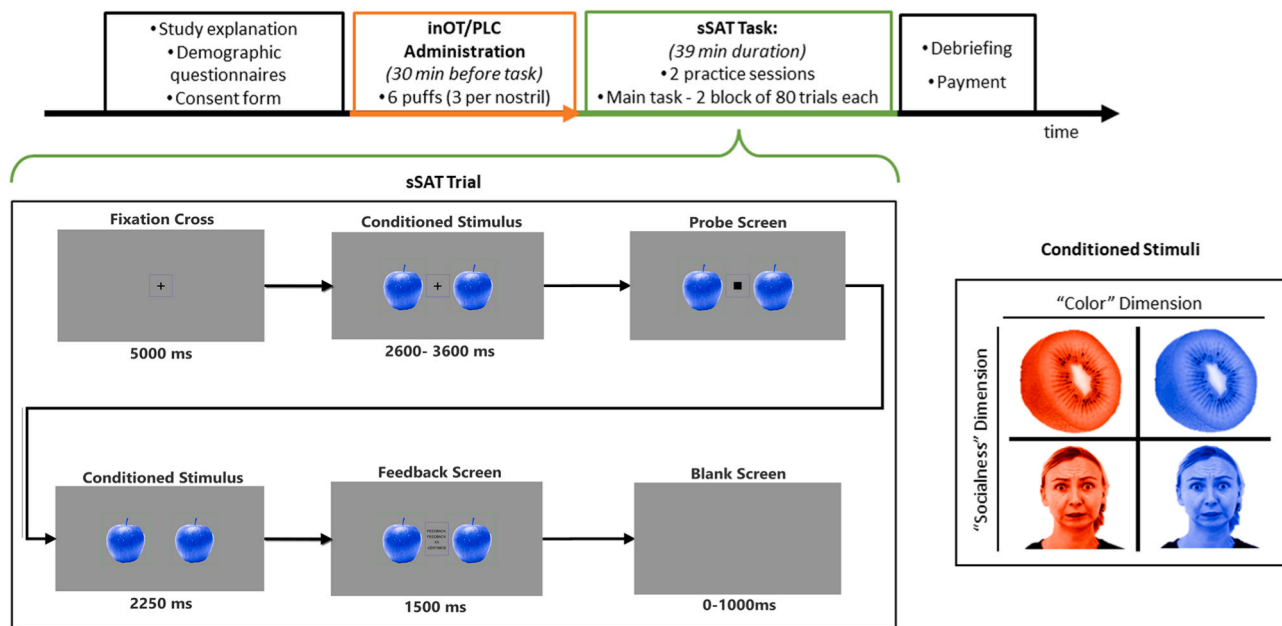 • Study explanation
• Demographic
questionnaires
• Consent form
inOT/PLC
Administration
(30 min before task)
• 6 puffs (3 per nostril)
sSAT Task:
(39 min duration)
• 2 practice sessions
• Main task - 2 block of 80 trials each
• Debriefing
• Payment
time
sSAT Trial
Fixation Cross
Conditioned Stimulus
Probe Screen
5000 ms
2600- 3600 ms
Conditioned Stimulus
Feedback Screen
Blank Screen
FEEDBACK
FEEDBACK
2250 ms
1500 ms
0-1000ms
Conditioned Stimuli
"Color" Dimension
"Socialness" Dimension